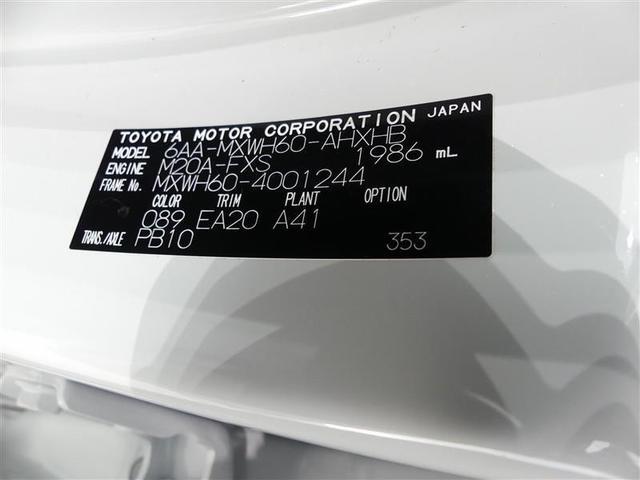 TOYOTA MOTOR CORPORATION JAPAN
MODEL 6AA-MXWH60-AHXHB
ENGINE M20A-FXS 1986 mL
FRAME No. MXWH60-4001244
COLOR TRIM PLANT OPTION
089 EA20 A41
TRANS./AXLE PB10 353